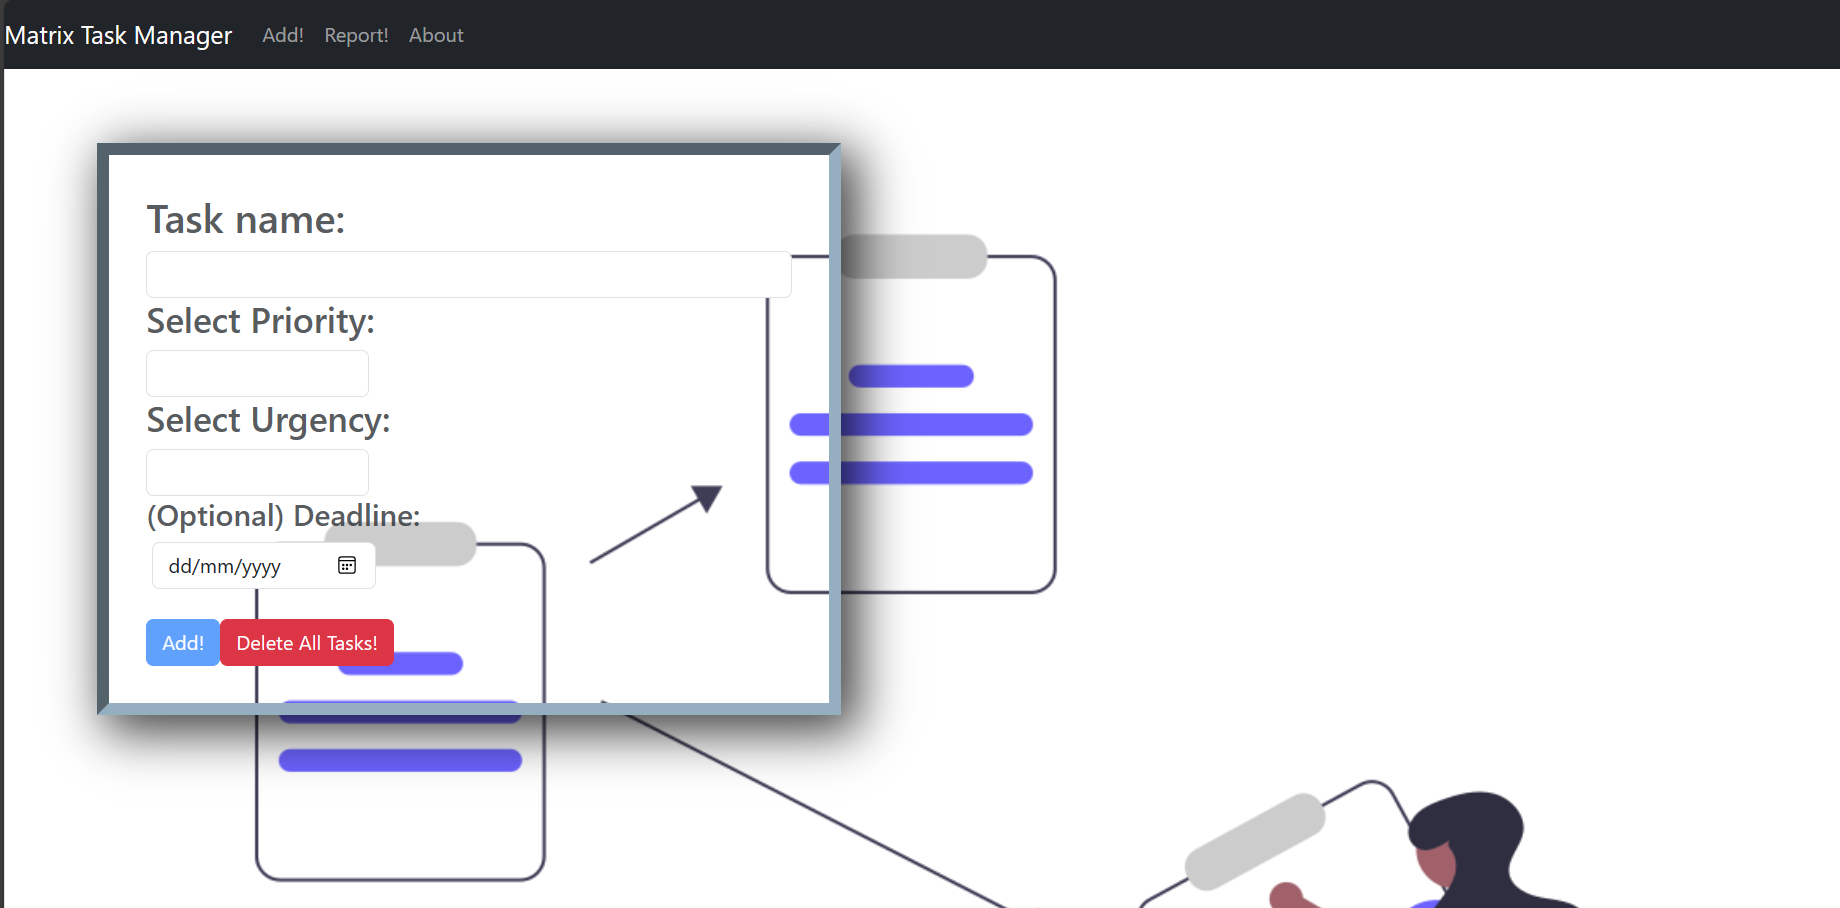 Matrix Task Manager Add! Report! About
Task name:
Select Priority:
Select Urgency:
(Optional) Deadline:
dd/mm/yyyy
Add! Delete All Tasks!